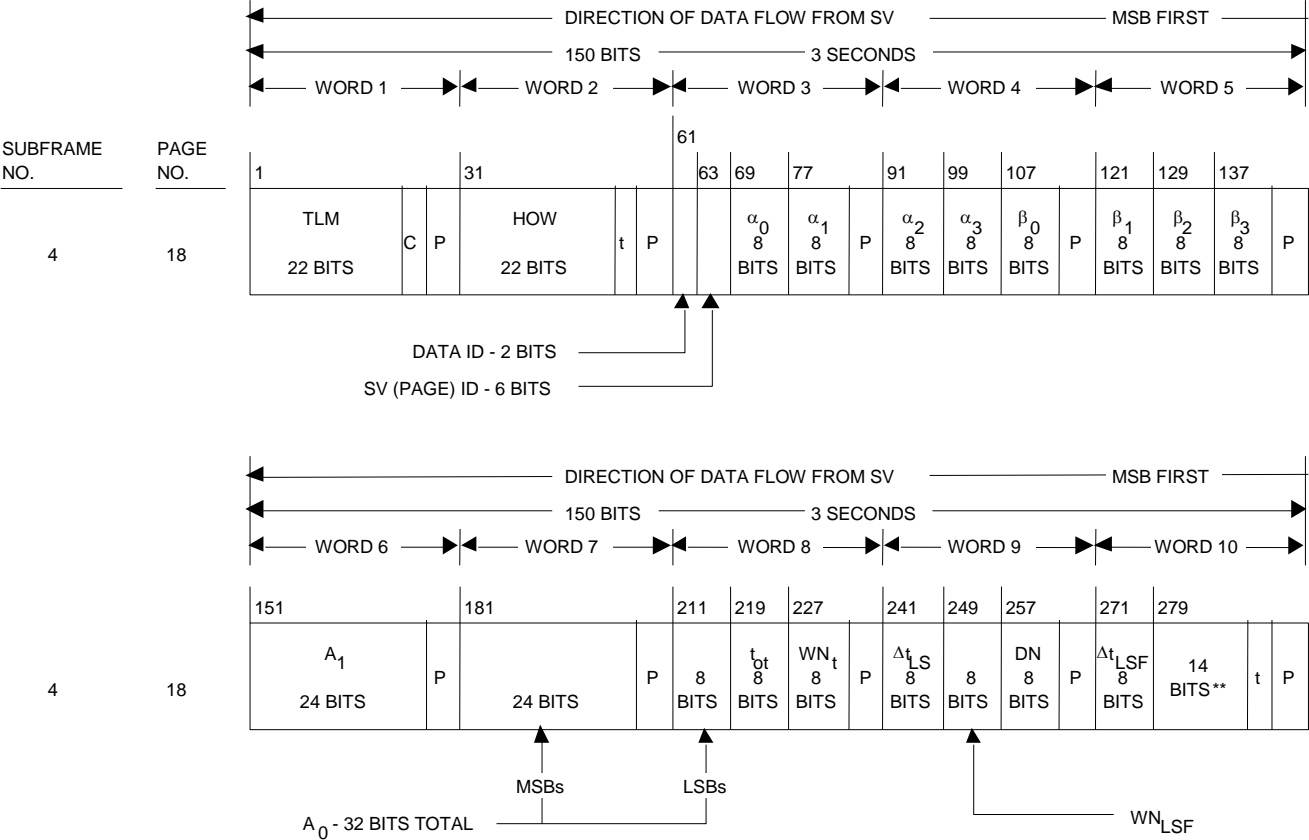 DIRECTION OF DATA FLOW FROM SV MSB FIRST
150 BITS 3 SECONDS
WORD 1 WORD 2 WORD 3 WORD 4 WORD 5
SUBFRAME NO.
PAGE NO.
1 31 61 63 69 77 91 99 107 121 129 137
4
18
TLM
22 BITS
C
P
HOW
22 BITS
t
P
α0
8
BITS
α1
8
BITS
P
α2
8
BITS
α3
8
BITS
β0
8
BITS
P
β1
8
BITS
β2
8
BITS
β3
8
BITS
P
DATA ID - 2 BITS
SV (PAGE) ID - 6 BITS
DIRECTION OF DATA FLOW FROM SV MSB FIRST
150 BITS 3 SECONDS
WORD 6 WORD 7 WORD 8 WORD 9 WORD 10
151 181 211 219 227 241 249 257 271 279
4
18
A1
24 BITS
P
24 BITS
P
8
BITS
tot
8
BITS
WNt
8
BITS
P
ΔtLS
8
BITS
8
BITS
DN
8
BITS
P
ΔtLSF
8
BITS
14
BITS**
t
P
MSBs LSBs
A0 - 32 BITS TOTAL
WNLSF